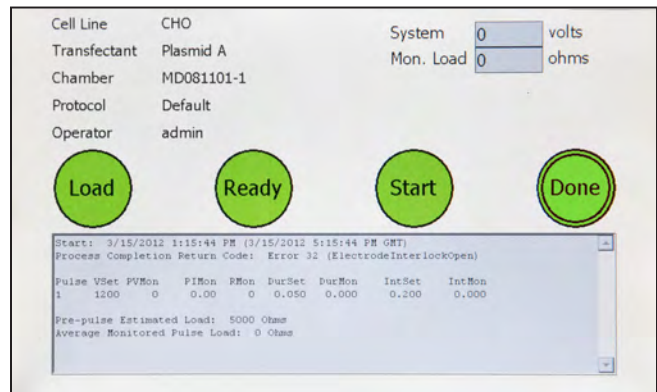 Cell Line CHO
Transfectant Plasmid A
Chamber MD081101-1
Protocol Default
Operator admin
System 0 volts
Mon. Load 0 ohms
Load Ready Start Done
Start: 3/15/2012 1:15:44 PM (3/15/2012 5:15:44 PM GMT)
Process Completion Return Code: Error 32 (ElectrodeInterlockOpen)
Pulse VSet PVMon PIMon RMon DurSet DurMon IntSet IntMon
1 1200 0 0.00 0 0.050 0.000 0.200 0.000
Pre-pulse Estimated Load: 5000 Ohms
Average Monitored Pulse Load: 0 Ohms